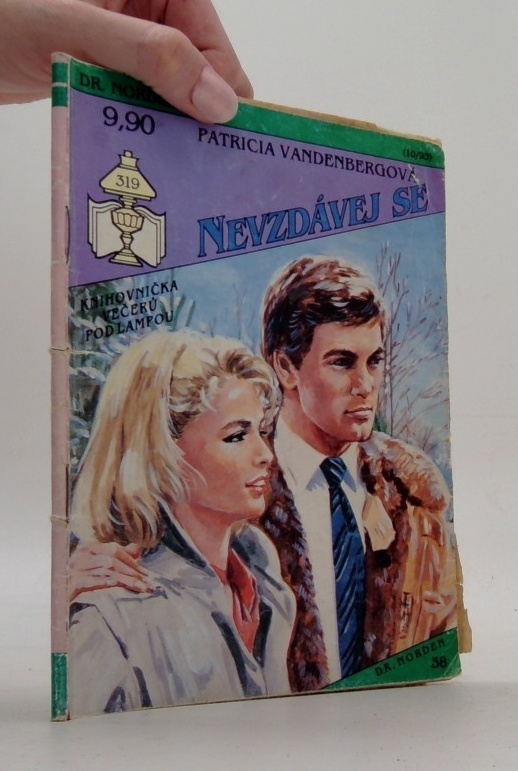 DR. NORDEN
9,90
(10/93)
PATRICIA VANDENBERGOVÁ
319
NEVZDÁVEJ SE
KNIHOVNIČKA
VEČERŮ
POD LAMPOU
DR. NORDEN
38